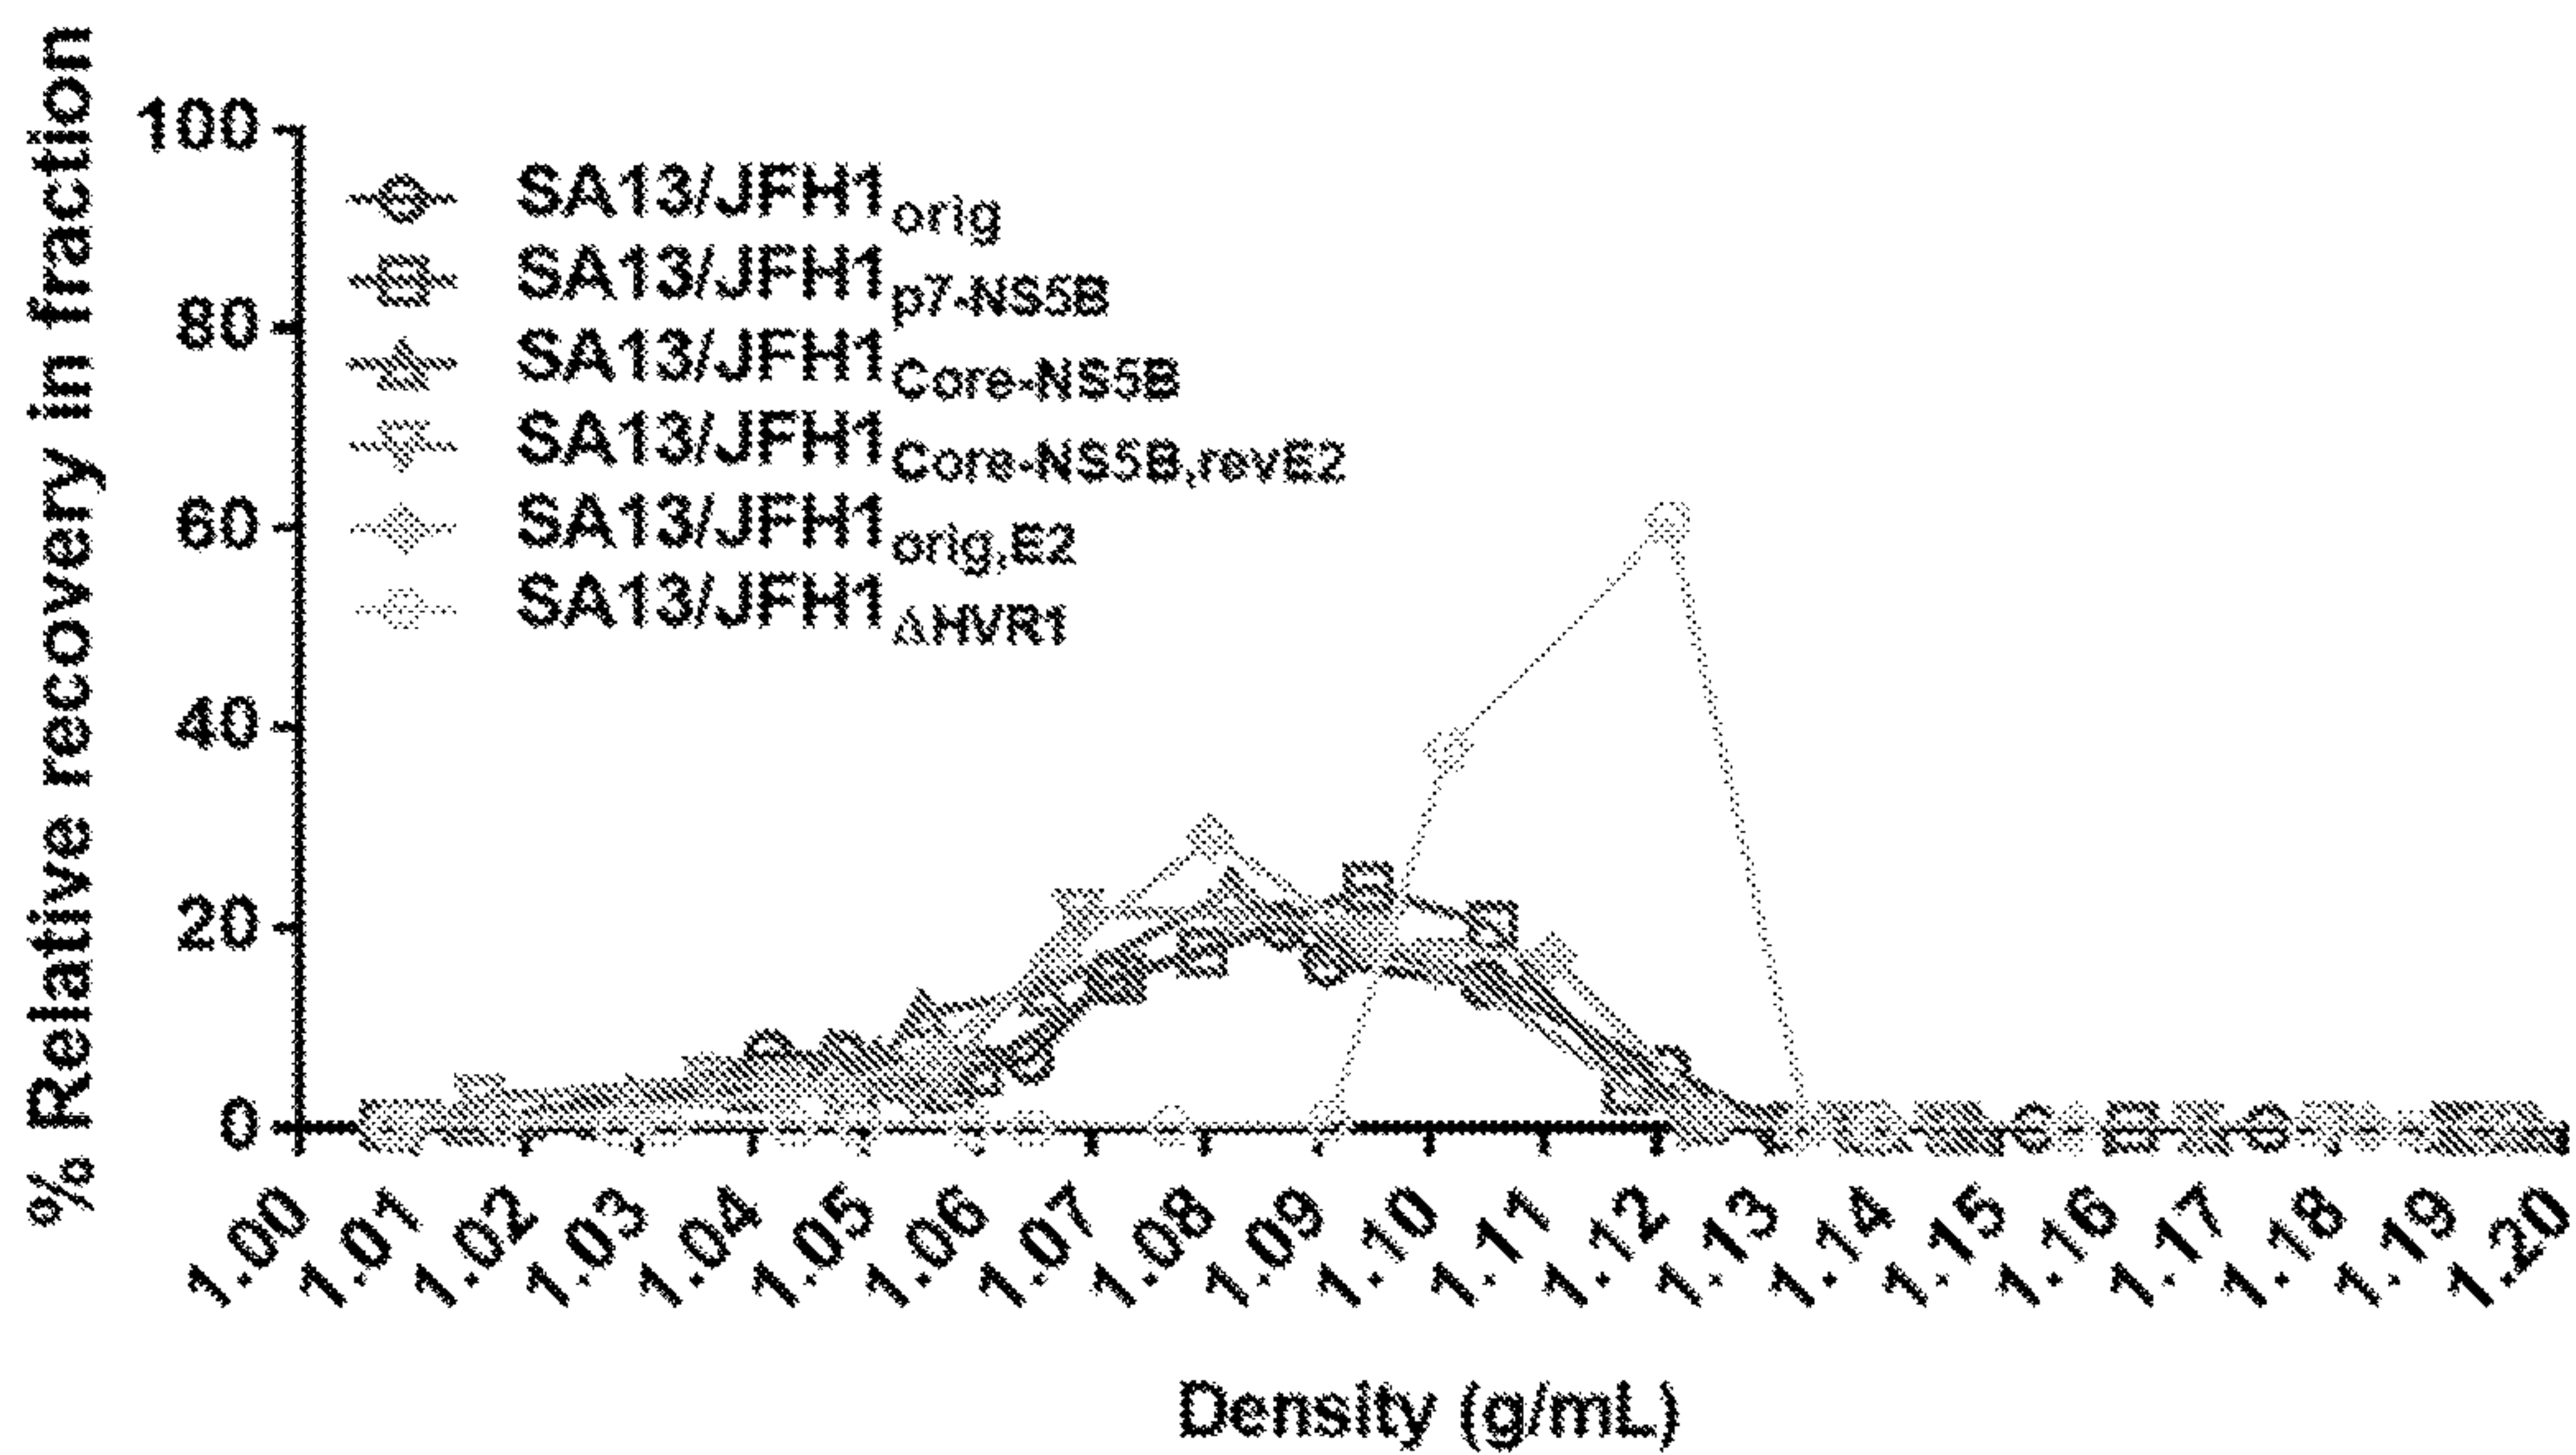 % Relative recovery in fraction
100
80
60
40
20
0
SA13/JFH1orig
SA13/JFH1p7-NS5B
SA13/JFH1Core-NS5B
SA13/JFH1Core-NS5B,revE2
SA13/JFH1orig,E2
SA13/JFH1ΔHVR1
1.00 1.01 1.02 1.03 1.04 1.05 1.06 1.07 1.08 1.09 1.10 1.11 1.12 1.13 1.14 1.15 1.16 1.17 1.18 1.19 1.20
Density (g/mL)